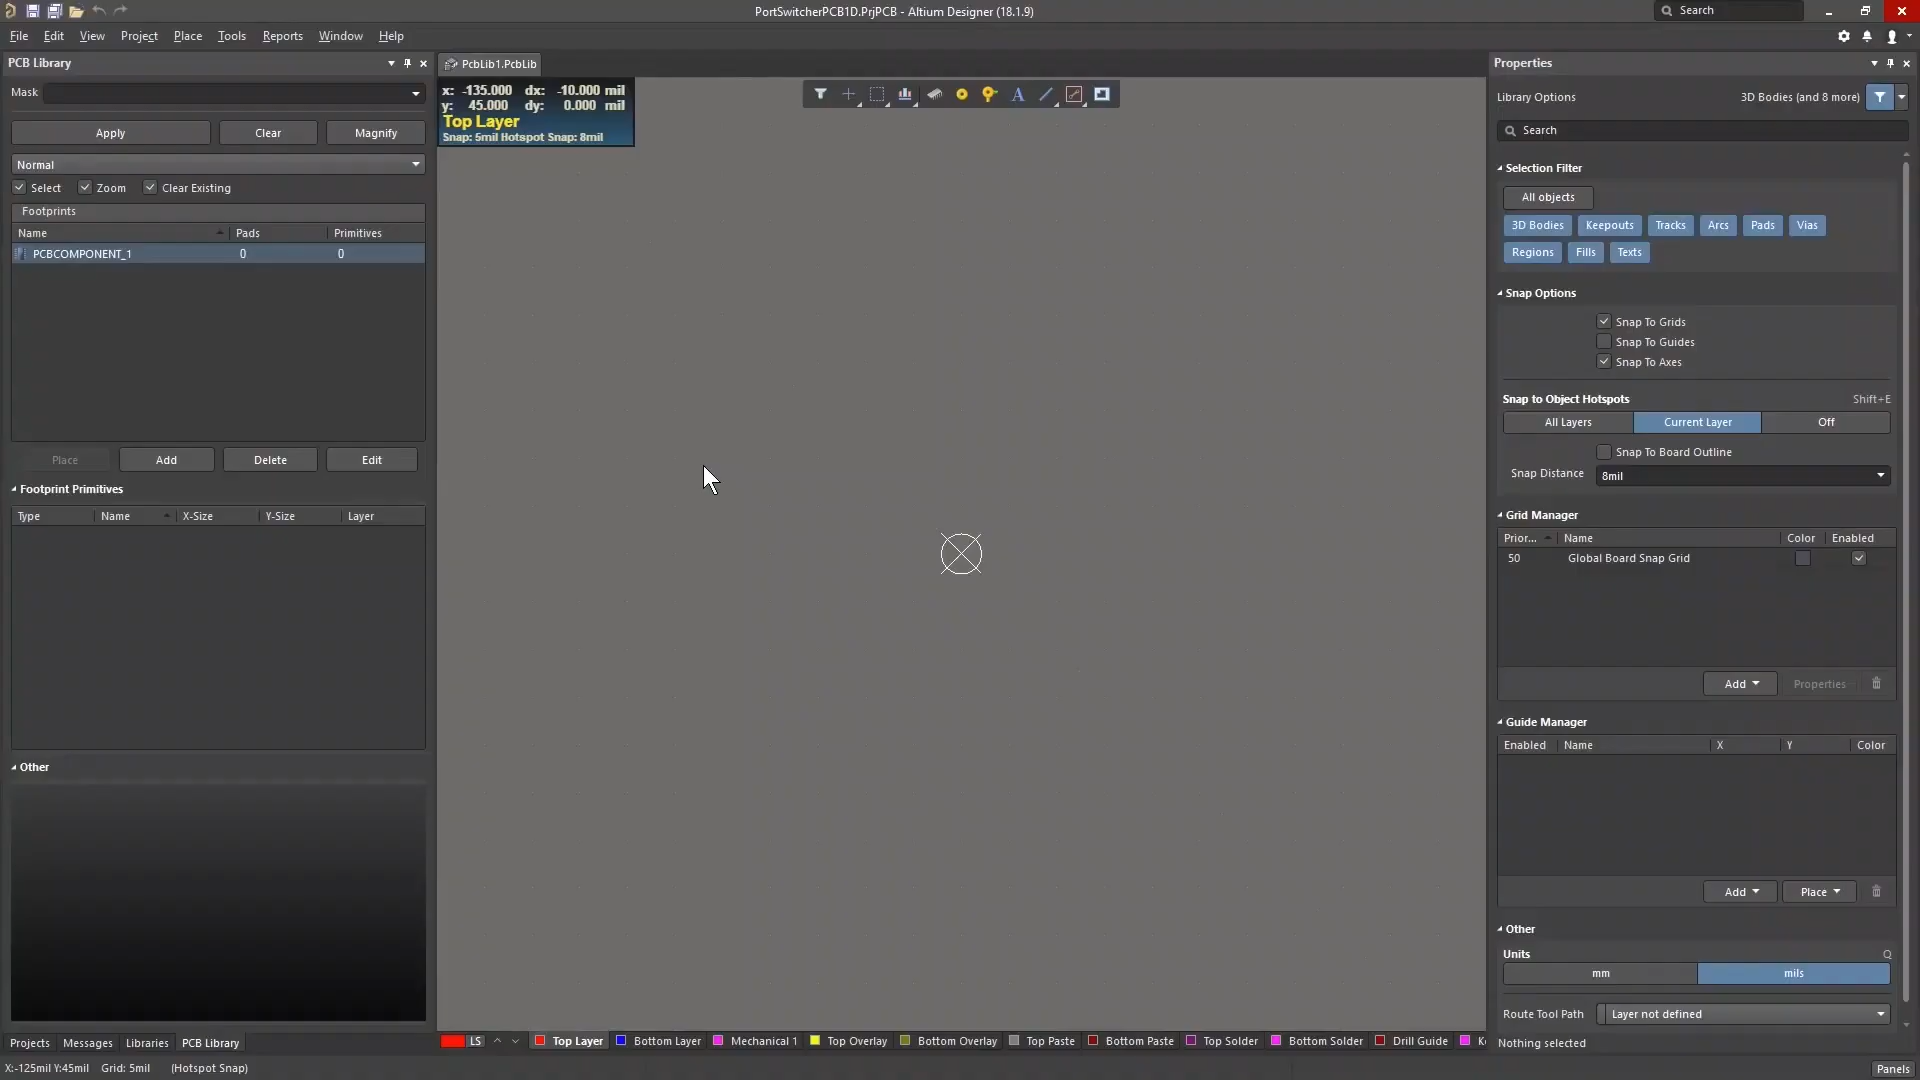 PortSwitcherPCB1D.PrjPCB - Altium Designer (18.1.9)
Search
File Edit View Project Place Tools Reports Window Help
PCB Library
Mask
Apply Clear Magnify
Normal
Select Zoom Clear Existing
Footprints
Name Pads Primitives
PCBCOMPONENT_1 0 0
Place Add Delete Edit
Footprint Primitives
Type Name X-Size Y-Size Layer
Other
Projects Messages Libraries PCB Library
X:-125mil Y:45mil Grid: 5mil (Hotspot Snap)
PcbLib1.PcbLib
x: -135.000 dx: -10.000 mil
y: 45.000 dy: 0.000 mil
Top Layer
Snap: 5mil Hotspot Snap: 8mil
LS Top Layer Bottom Layer Mechanical 1 Top Overlay Bottom Overlay Top Paste Bottom Paste Top Solder Bottom Solder Drill Guide
Properties
Library Options 3D Bodies (and 8 more)
Search
Selection Filter
All objects
3D Bodies Keepouts Tracks Arcs Pads Vias
Regions Fills Texts
Snap Options
Snap To Grids
Snap To Guides
Snap To Axes
Snap to Object Hotspots Shift+E
All Layers Current Layer Off
Snap To Board Outline
Snap Distance 8mil
Grid Manager
Prior... Name Color Enabled
50 Global Board Snap Grid
Add Properties
Guide Manager
Enabled Name X Y Color
Add Place
Other
Units Q
mm mils
Route Tool Path Layer not defined
Nothing selected
Panels